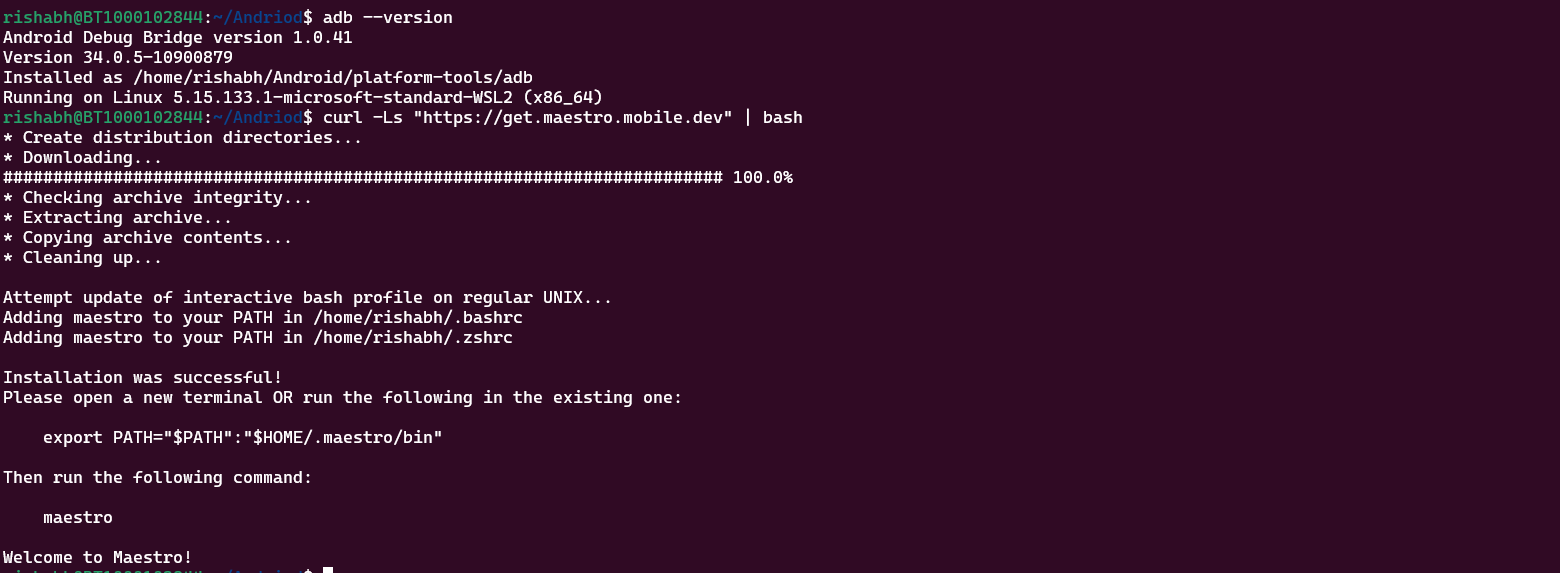 rishabh@BT1000102844:~/Andriod$ adb --version
Android Debug Bridge version 1.0.41
Version 34.0.5-10900879
Installed as /home/rishabh/Android/platform-tools/adb
Running on Linux 5.15.133.1-microsoft-standard-WSL2 (x86_64)
rishabh@BT1000102844:~/Andriod$ curl -Ls "https://get.maestro.mobile.dev" | bash
* Create distribution directories...
* Downloading...
######################################################################## 100.0%
* Checking archive integrity...
* Extracting archive...
* Copying archive contents...
* Cleaning up...
Attempt update of interactive bash profile on regular UNIX...
Adding maestro to your PATH in /home/rishabh/.bashrc
Adding maestro to your PATH in /home/rishabh/.zshrc
Installation was successful!
Please open a new terminal OR run the following in the existing one:
export PATH="$PATH":"$HOME/.maestro/bin"
Then run the following command:
maestro
Welcome to Maestro!
rishabh@BT1000102844:~/Andriod$